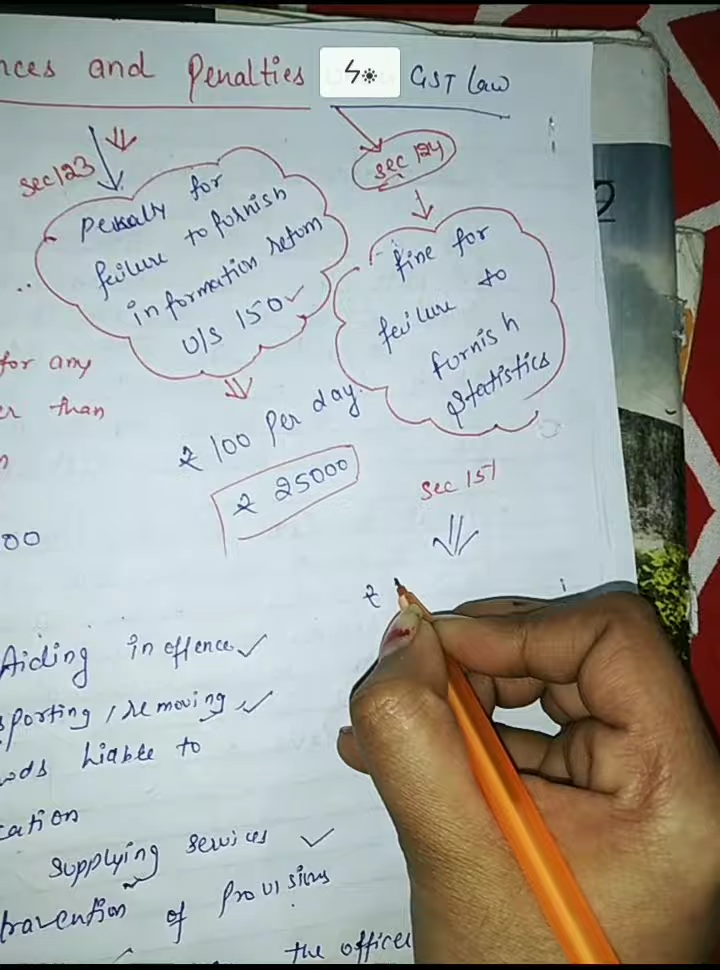 nces and Penalties GST Law
sec 123
Penalty for
failure to furnish
information return
u/s 150
₹ 100 Per day
₹ 25000
sec 124
fine for
failure to
furnish
statistics
sec 151
₹
2
for any
er than
n
00
Aiding in offence
sporting / removing
ods liable to
cation
supplying services
travention of provisions
the officer